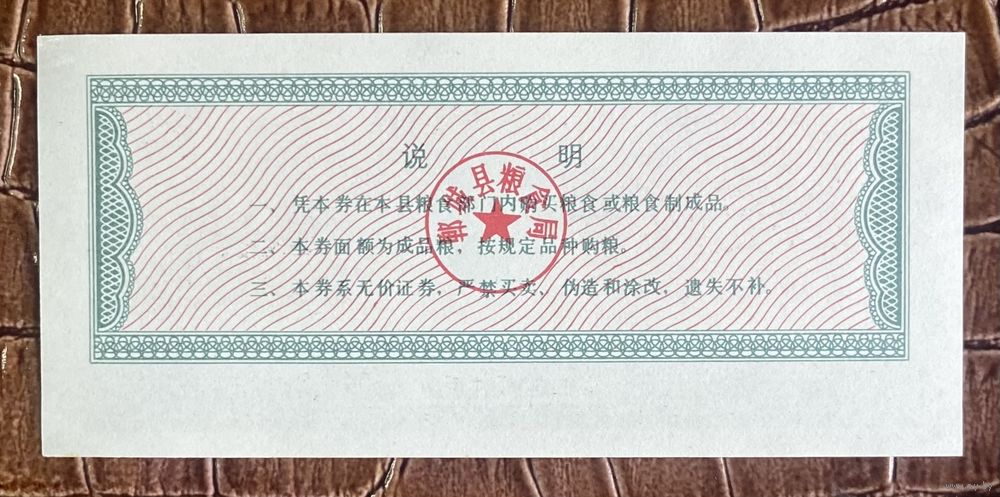 说 明
一、凭本券在本县粮食部门内购买粮食或粮食制成品。
二、本券面额为成品粮，按规定品种购粮。
三、本券系无价证券，严禁买卖、伪造和涂改，遗失不补。
城县粮食局